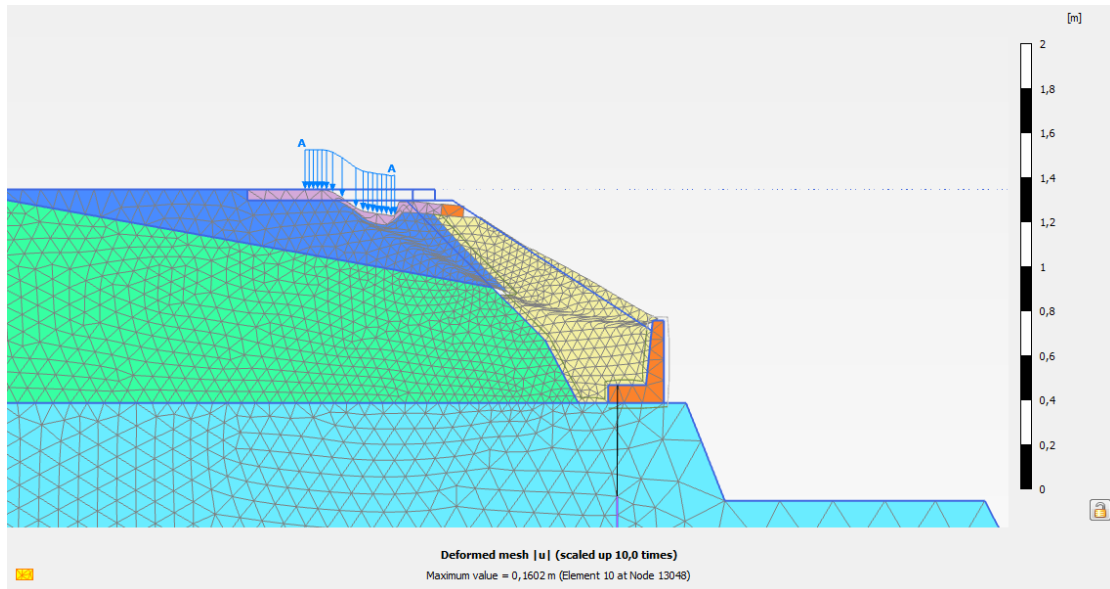 [m]
2
1,8
1,6
1,4
1,2
1
0,8
0,6
0,4
0,2
0
A
A
Deformed mesh |u| (scaled up 10,0 times)
Maximum value = 0,1602 m (Element 10 at Node 13048)